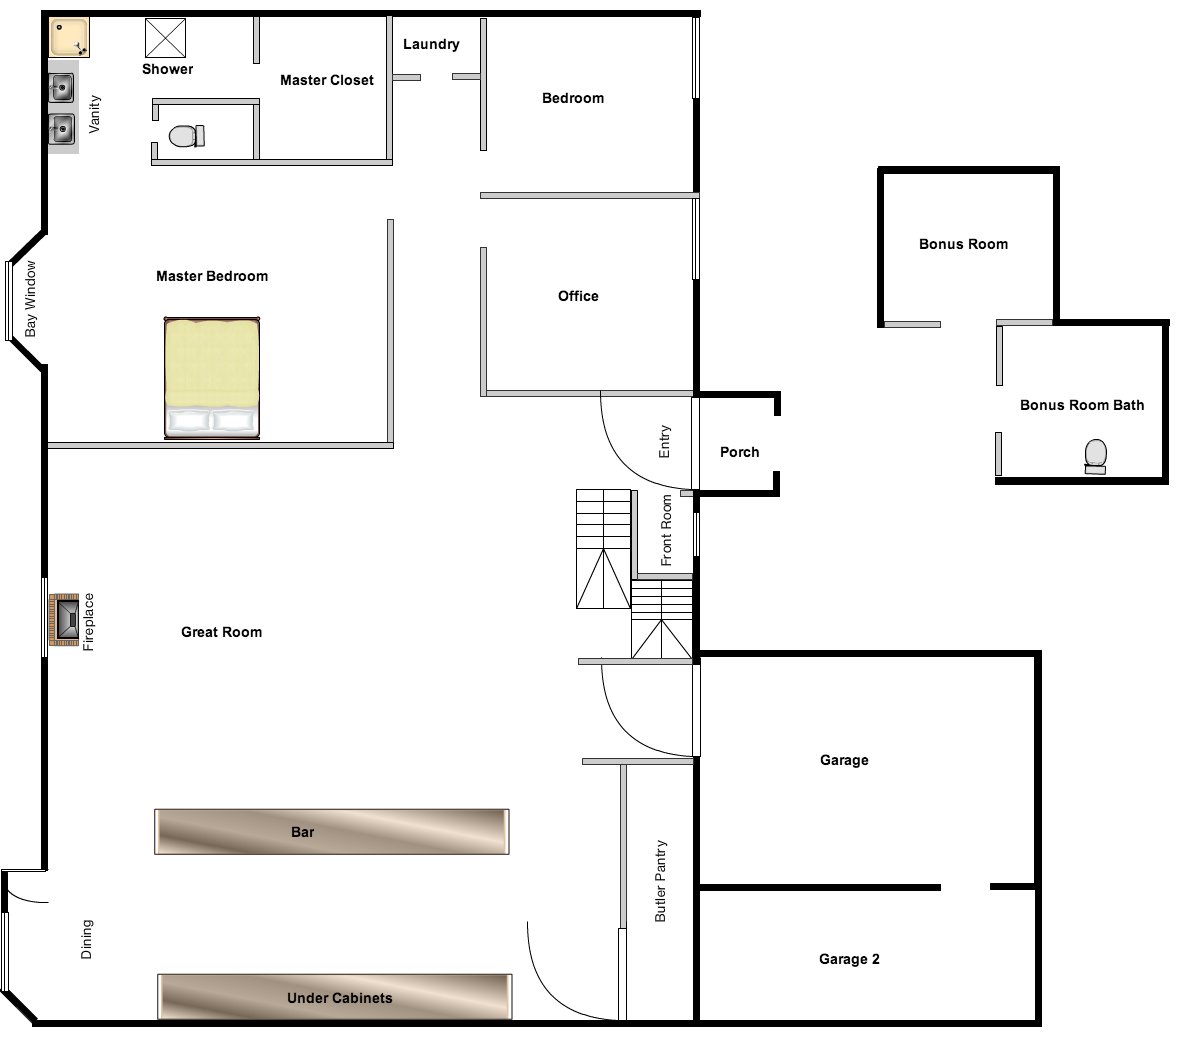 Laundry
Shower
Master Closet
Bedroom
Vanity
Bonus Room
Master Bedroom
Bay Window
Office
Bonus Room Bath
Entry
Porch
Front Room
Fireplace
Great Room
Garage
Bar
Butler Pantry
Dining
Garage 2
Under Cabinets